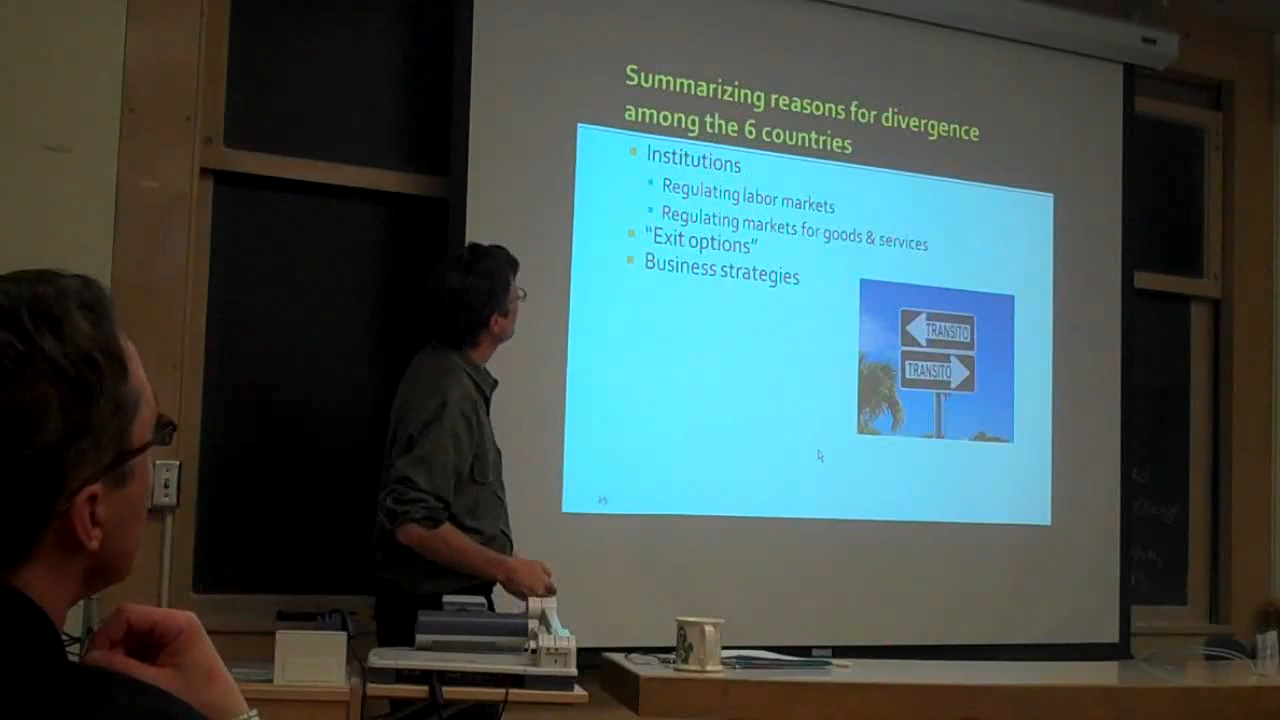 Summarizing reasons for divergence
among the 6 countries
Institutions
Regulating labor markets
Regulating markets for goods & services
“Exit options”
Business strategies
TRANSITO
TRANSITO